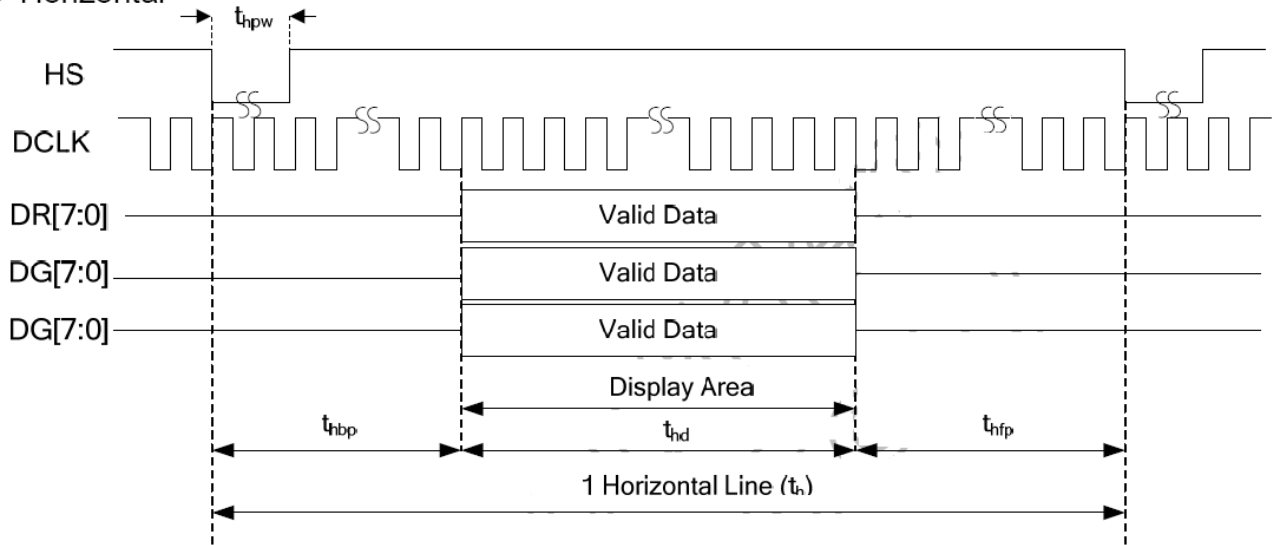 Horizontal
thpw
HS
DCLK
DR[7:0]
Valid Data
DG[7:0]
Valid Data
DG[7:0]
Valid Data
Display Area
thbp
thd
thfp
1 Horizontal Line (th)